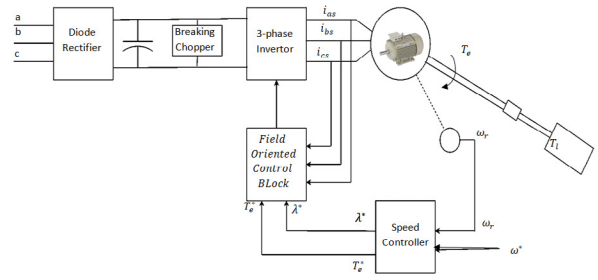 a
b
c
Diode
Rectifier
Breaking
Chopper
3-phase
Invertor
i_as
i_bs
i_cs
T_e
T_l
ω_r
Field
Oriented
Control
BLock
T_e^*
λ^*
λ^*
Speed
Controller
ω_r
ω^*
T_e^*